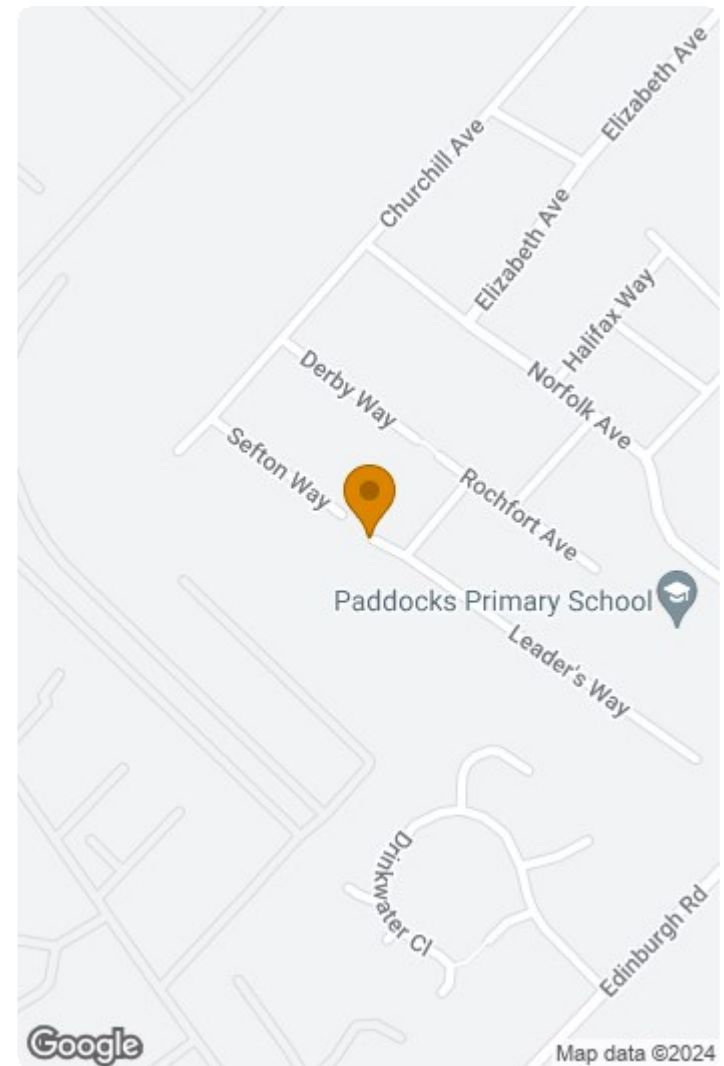 Elizabeth Ave
Churchill Ave
Elizabeth Ave
Halifax Way
Norfolk Ave
Derby Way
Sefton Way
Rochfort Ave
Paddocks Primary School
Leader's Way
Drinkwater Cl
Edinburgh Rd
Google
Map data ©2024